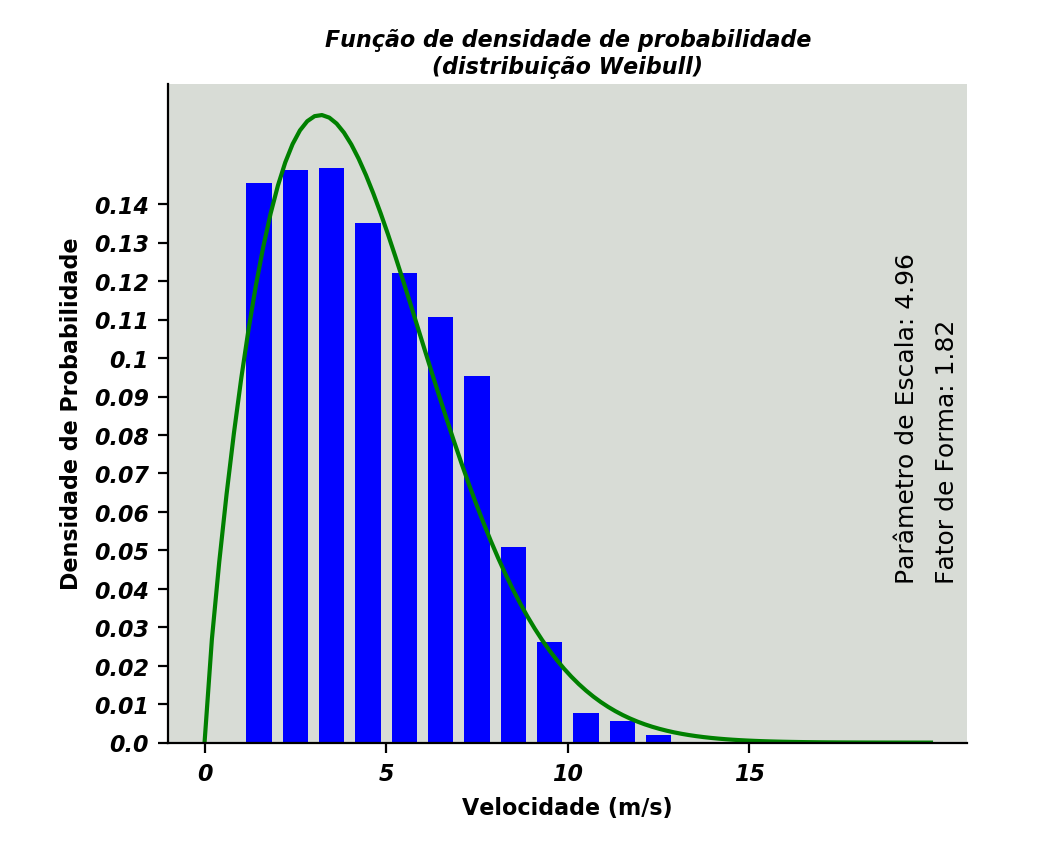 Função de densidade de probabilidade
(distribuição Weibull)
Densidade de Probabilidade
0.14
0.13
0.12
0.11
0.1
0.09
0.08
0.07
0.06
0.05
0.04
0.03
0.02
0.01
0.0
Parâmetro de Escala: 4.96
Fator de Forma: 1.82
0 5 10 15
Velocidade (m/s)